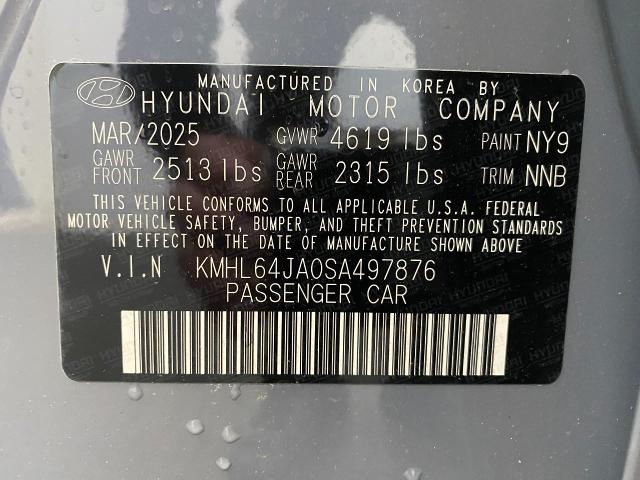 MANUFACTURED IN KOREA BY
HYUNDAI MOTOR COMPANY
MAR/2025 GVWR 4619 lbs PAINT NY9
GAWR FRONT 2513 lbs GAWR REAR 2315 lbs TRIM NNB
THIS VEHICLE CONFORMS TO ALL APPLICABLE U.S.A. FEDERAL
MOTOR VEHICLE SAFETY, BUMPER, AND THEFT PREVENTION STANDARDS
IN EFFECT ON THE DATE OF MANUFACTURE SHOWN ABOVE
V.I.N KMHL64JA0SA497876
PASSENGER CAR